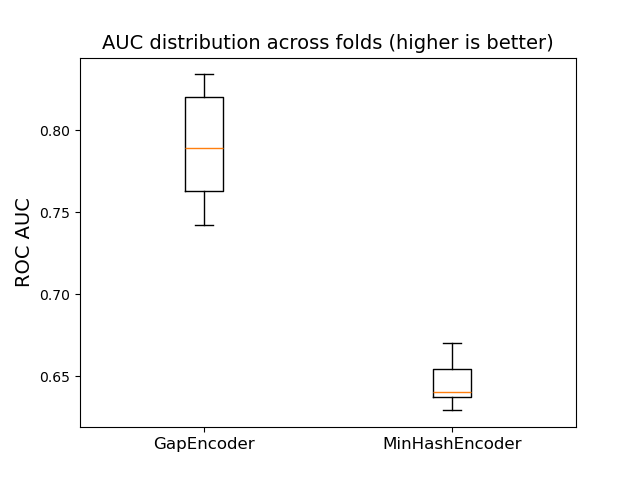 AUC distribution across folds (higher is better)
ROC AUC
0.80
0.75
0.70
0.65
GapEncoder
MinHashEncoder